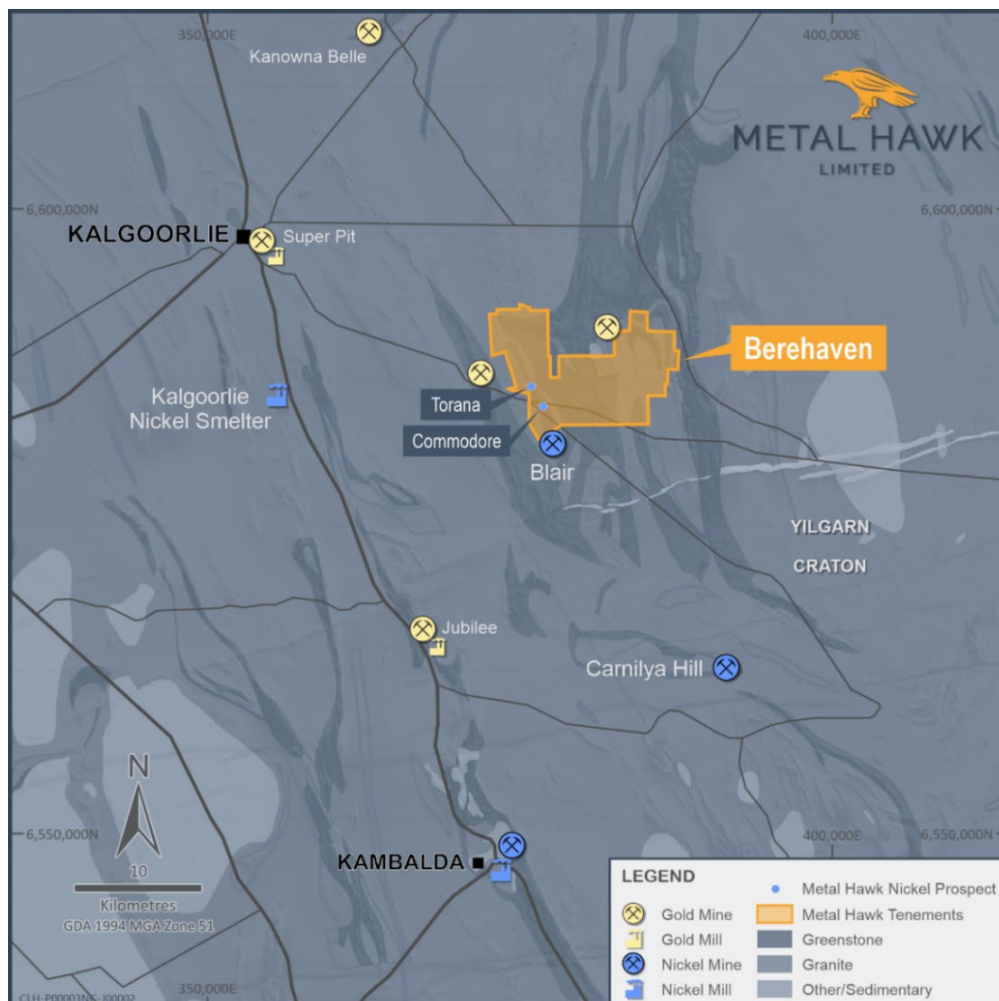 350,000E
400,000E
Kanowna Belle
METAL HAWK
LIMITED
6,600,000N
6,600,000N
KALGOORLIE
Super Pit
Berehaven
Kalgoorlie
Nickel Smelter
Torana
Commodore
Blair
YILGARN
CRATON
Jubilee
Carnilya Hill
N
6,550,000N
400,000E
6,550,000N
KAMBALDA
10
Kilometres
GDA 1994 MGA Zone 51
350,000E
LEGEND
Gold Mine
Gold Mill
Nickel Mine
Nickel Mill
Metal Hawk Nickel Prospect
Metal Hawk Tenements
Greenstone
Granite
Other/Sedimentary